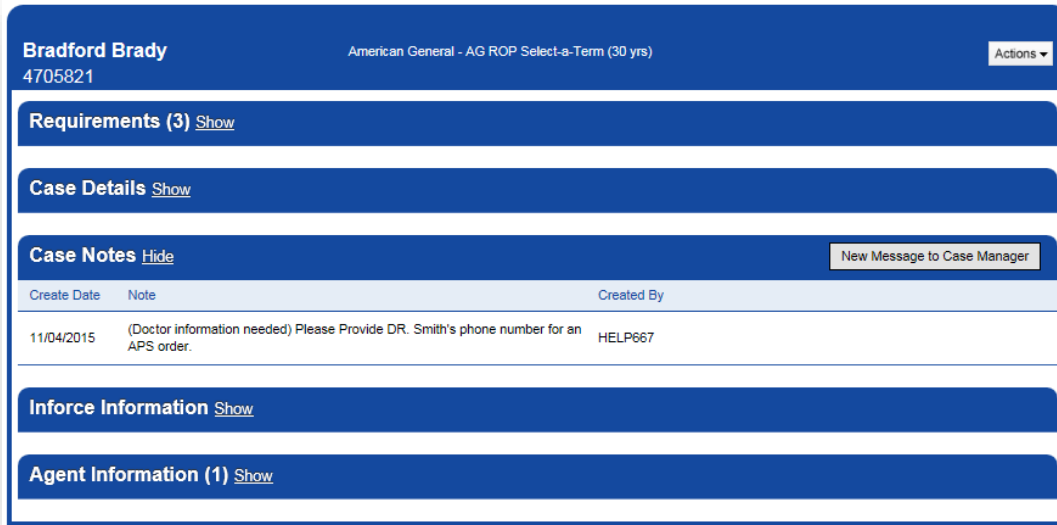 Bradford Brady
American General - AG ROP Select-a-Term (30 yrs)
Actions
4705821
Requirements (3) Show
Case Details Show
Case Notes Hide
New Message to Case Manager
Create Date Note Created By
11/04/2015 (Doctor information needed) Please Provide DR. Smith's phone number for an HELP667
APS order.
Inforce Information Show
Agent Information (1) Show